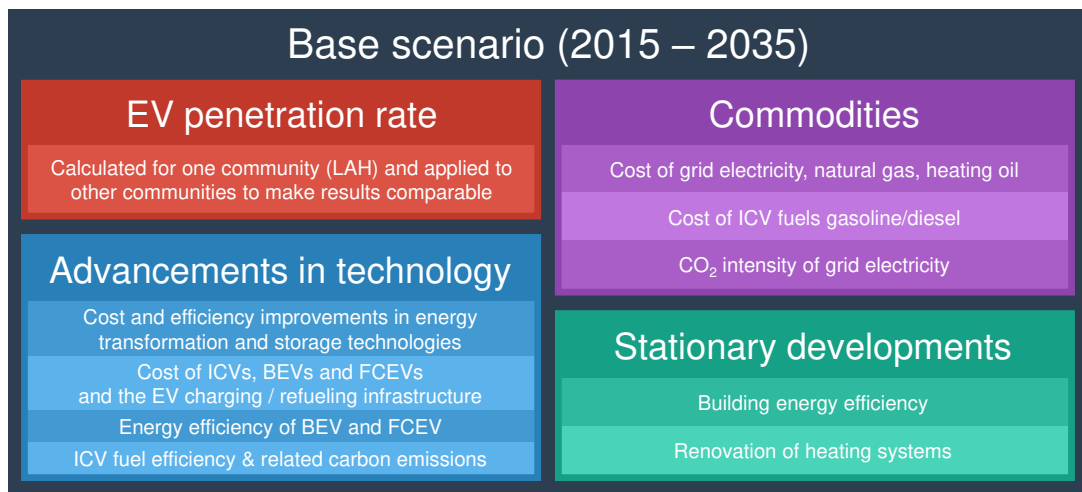 Base scenario (2015 – 2035)
EV penetration rate
Calculated for one community (LAH) and applied to
other communities to make results comparable
Advancements in technology
Cost and efficiency improvements in energy
transformation and storage technologies
Cost of ICVs, BEVs and FCEVs
and the EV charging / refueling infrastructure
Energy efficiency of BEV and FCEV
ICV fuel efficiency & related carbon emissions
Commodities
Cost of grid electricity, natural gas, heating oil
Cost of ICV fuels gasoline/diesel
CO₂ intensity of grid electricity
Stationary developments
Building energy efficiency
Renovation of heating systems